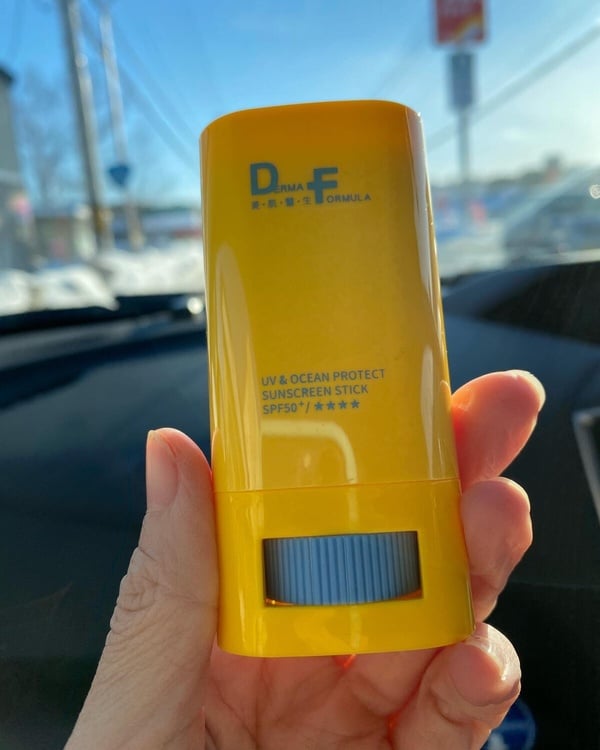 DERMA FORMULA
美·肌·醫·生
UV & OCEAN PROTECT
SUNSCREEN STICK
SPF50+/ ★★★★